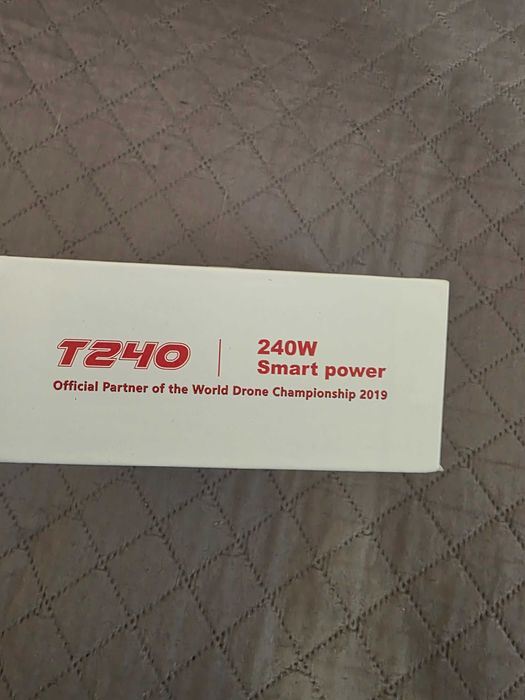 T240 | 240W
Smart power
Official Partner of the World Drone Championship 2019